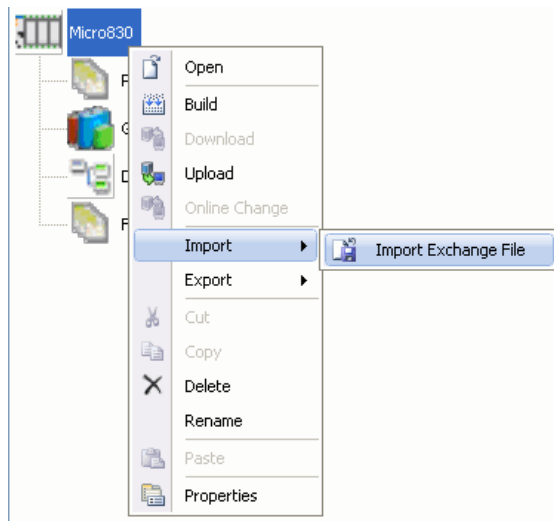 Micro830
Open
Build
Download
Upload
Online Change
Import
Import Exchange File
Export
Cut
Copy
Delete
Rename
Paste
Properties